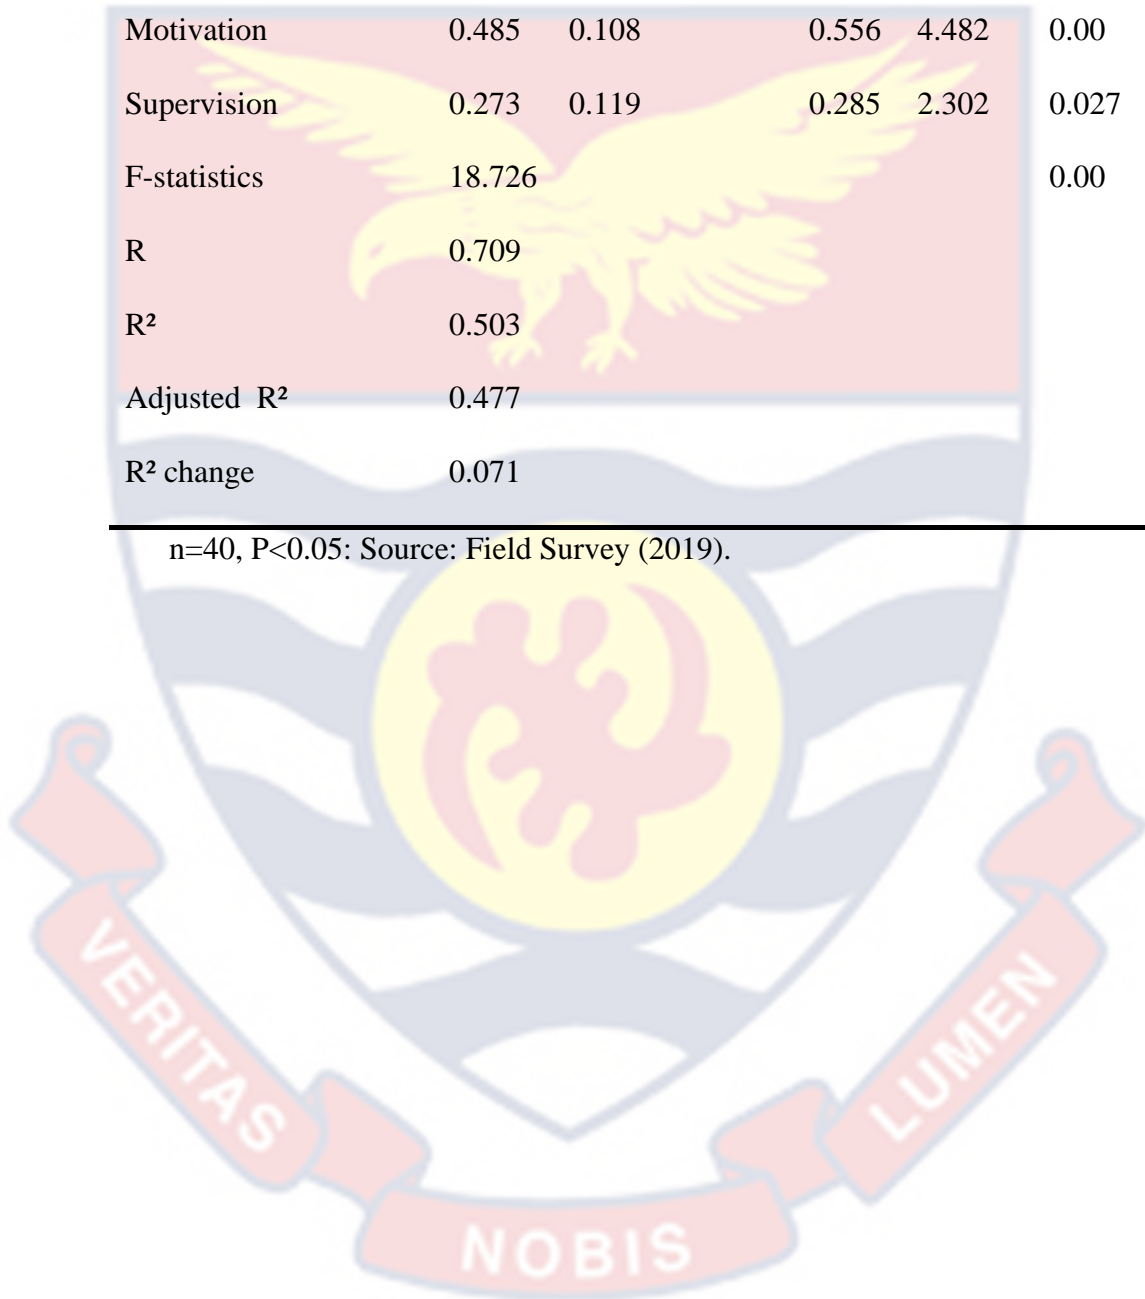 Motivation 0.485 0.108 0.556 4.482 0.00
Supervision 0.273 0.119 0.285 2.302 0.027
F-statistics 18.726 0.00
R 0.709
R² 0.503
Adjusted R² 0.477
R² change 0.071
n=40, P<0.05: Source: Field Survey (2019).
VERITAS
NOBIS
LUMEN